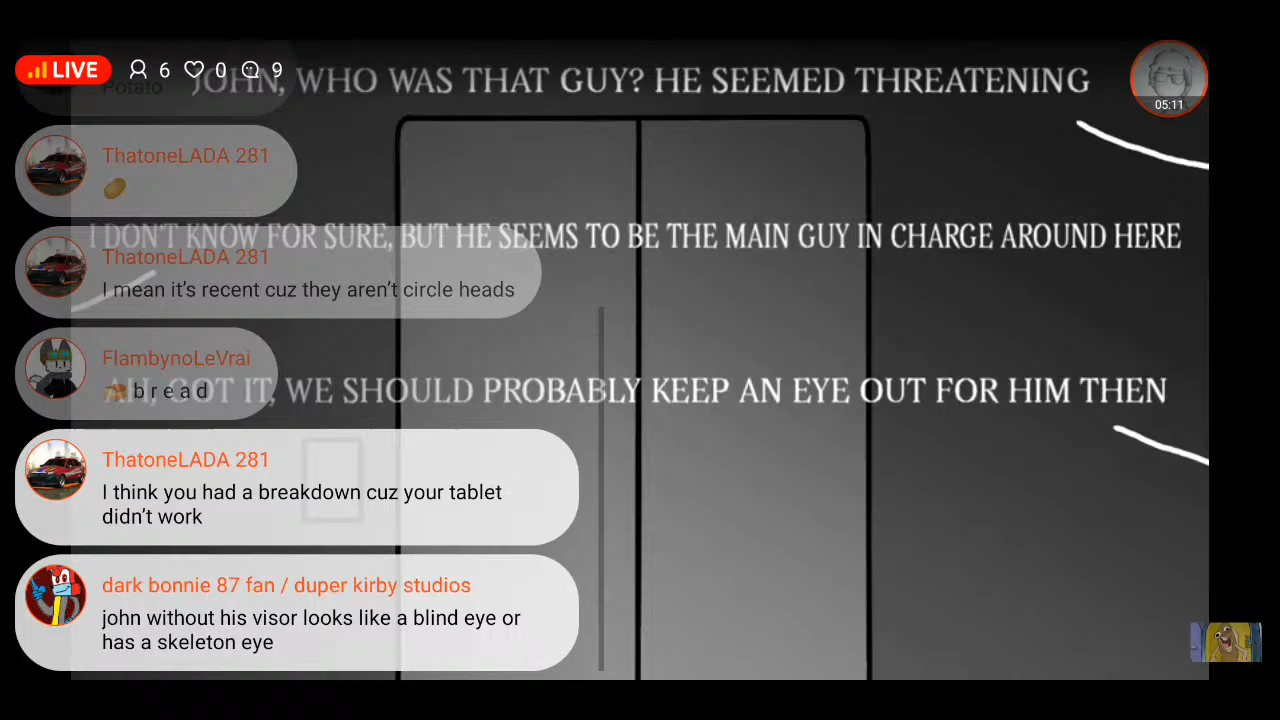 LIVE 6 0 9
JOHN, WHO WAS THAT GUY? HE SEEMED THREATENING
05:11
Potato
ThatoneLADA 281
I DON'T KNOW FOR SURE, BUT HE SEEMS TO BE THE MAIN GUY IN CHARGE AROUND HERE
ThatoneLADA 281
I mean it's recent cuz they aren't circle heads
FlambynoLeVrai
b r e a d
AH, GOT IT, WE SHOULD PROBABLY KEEP AN EYE OUT FOR HIM THEN
ThatoneLADA 281
I think you had a breakdown cuz your tablet
didn't work
dark bonnie 87 fan / duper kirby studios
john without his visor looks like a blind eye or
has a skeleton eye